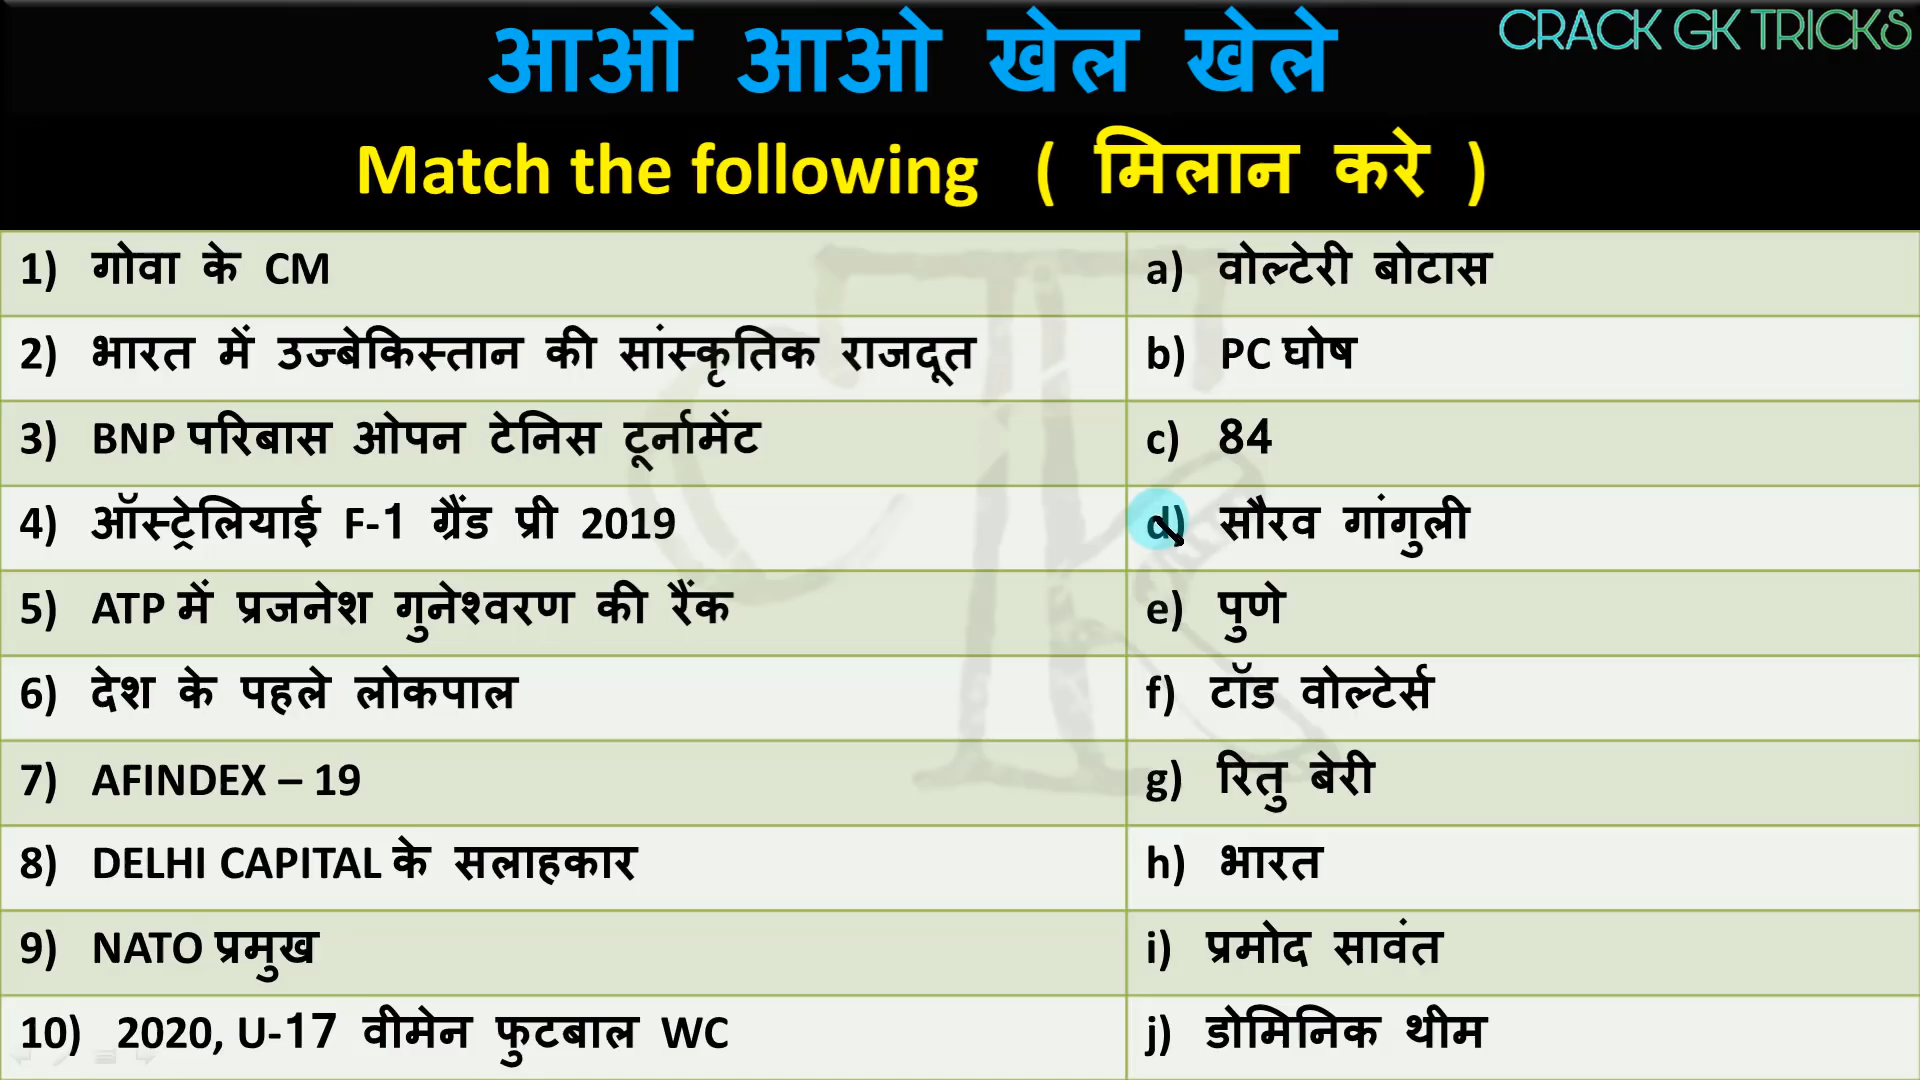 आओ आओ खेल खेले
CRACK GK TRICKS
Match the following ( मिलान करे )
1) गोवा के CM
a) वोल्टेरी बोटास
2) भारत में उज्बेकिस्तान की सांस्कृतिक राजदूत
b) PC घोष
3) BNP परिबास ओपन टेनिस टूर्नामेंट
c) 84
4) ऑस्ट्रेलियाई F-1 ग्रैंड प्री 2019
d) सौरव गांगुली
5) ATP में प्रजनेश गुनेश्वरण की रैंक
e) पुणे
6) देश के पहले लोकपाल
f) टॉड वोल्टेर्स
7) AFINDEX – 19
g) रितु बेरी
8) DELHI CAPITAL के सलाहकार
h) भारत
9) NATO प्रमुख
i) प्रमोद सावंत
10) 2020, U-17 वीमेन फुटबाल WC
j) डोमिनिक थीम